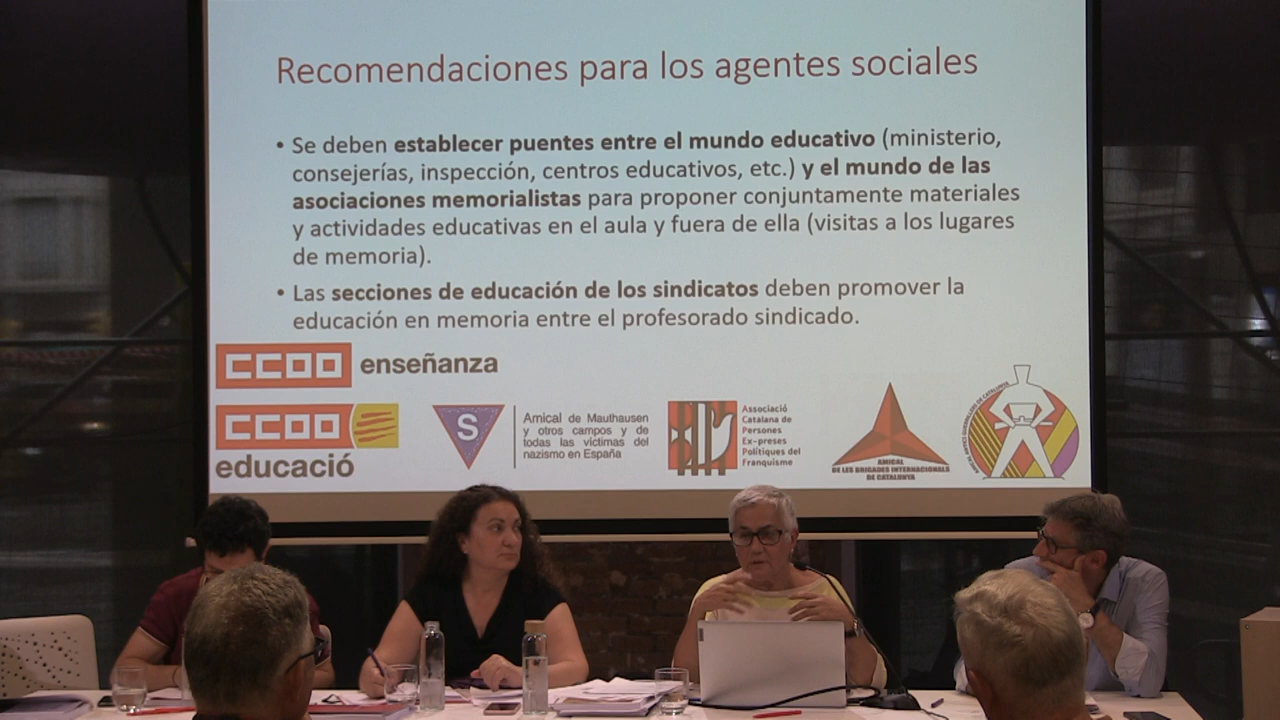 Recomendaciones para los agentes sociales
• Se deben establecer puentes entre el mundo educativo (ministerio,
consejerías, inspección, centros educativos, etc.) y el mundo de las
asociaciones memorialistas para proponer conjuntamente materiales
y actividades educativas en el aula y fuera de ella (visitas a los lugares
de memoria).
• Las secciones de educación de los sindicatos deben promover la
educación en memoria entre el profesorado sindicado.
CCOO enseñanza
CCOO
educació
S
Amical de Mauthausen
y otros campos y de
todas las víctimas del
nazismo en España
Associació
Catalana de
Persones
Ex-preses
Polítiques del
Franquisme
AMICAL
DE LES BRIGADES INTERNACIONALS
DE CATALUNYA